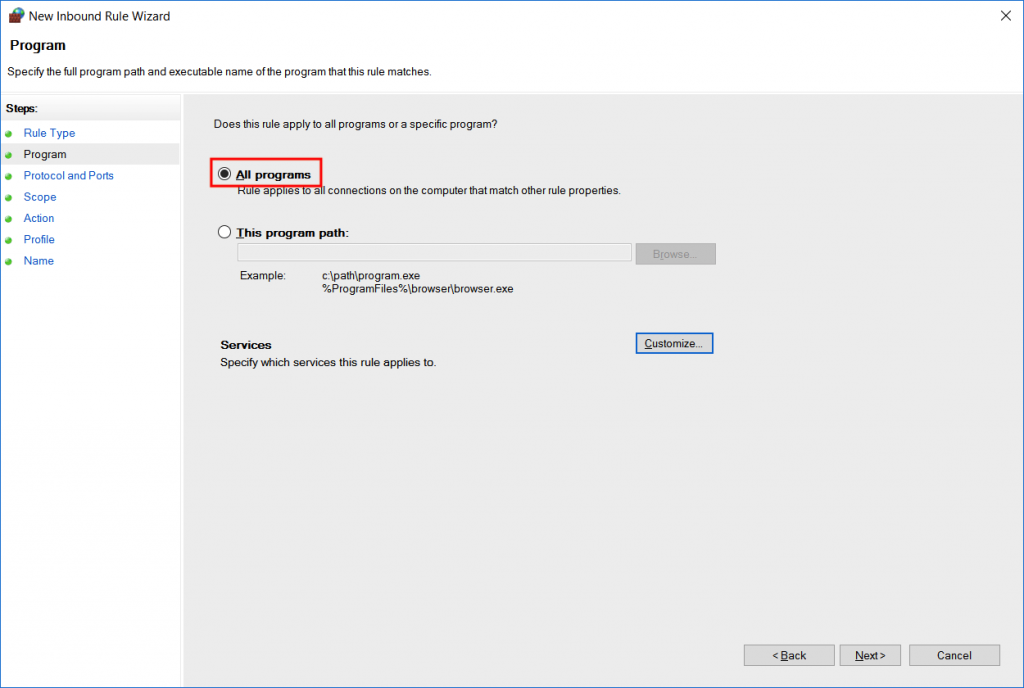 New Inbound Rule Wizard
Program
Specify the full program path and executable name of the program that this rule matches.
Steps:
Rule Type
Program
Protocol and Ports
Scope
Action
Profile
Name
Does this rule apply to all programs or a specific program?
All programs
Rule applies to all connections on the computer that match other rule properties.
This program path:
Browse...
Example:
c:\path\program.exe
%ProgramFiles%\browser\browser.exe
Services
Customize...
Specify which services this rule applies to.
< Back
Next >
Cancel